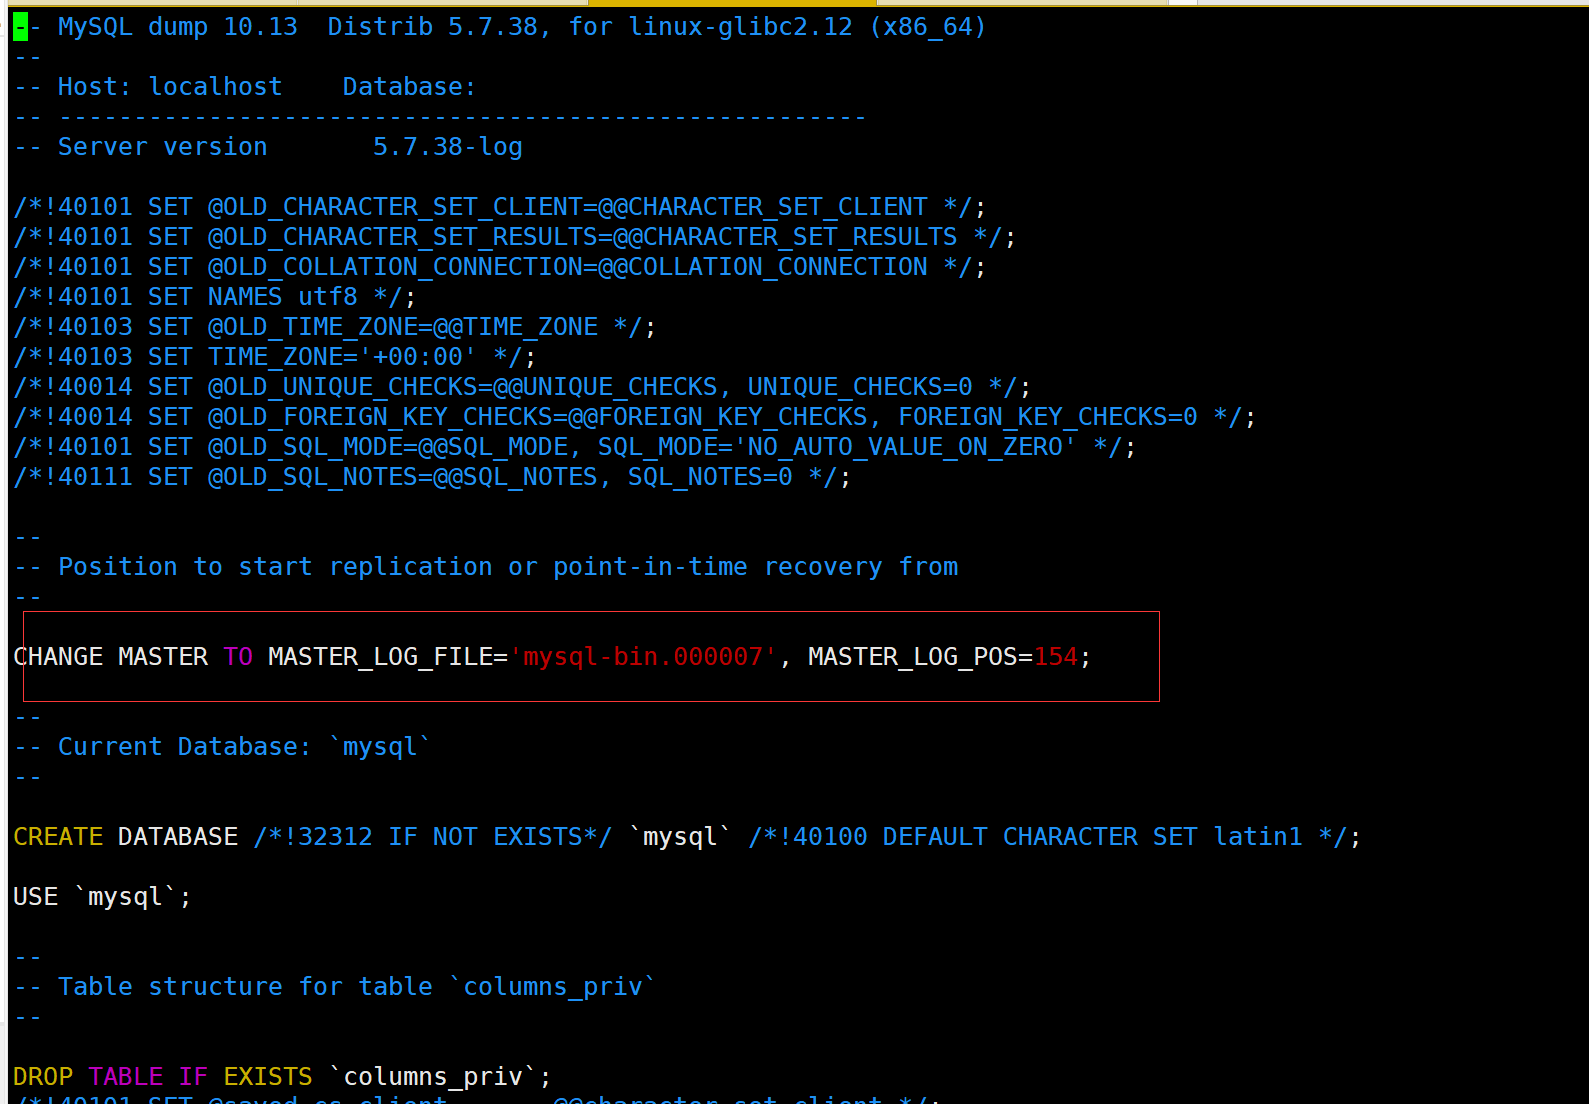 -- MySQL dump 10.13  Distrib 5.7.38, for linux-glibc2.12 (x86_64)
--
-- Host: localhost    Database:
-- ------------------------------------------------------
-- Server version       5.7.38-log
/*!40101 SET @OLD_CHARACTER_SET_CLIENT=@@CHARACTER_SET_CLIENT */;
/*!40101 SET @OLD_CHARACTER_SET_RESULTS=@@CHARACTER_SET_RESULTS */;
/*!40101 SET @OLD_COLLATION_CONNECTION=@@COLLATION_CONNECTION */;
/*!40101 SET NAMES utf8 */;
/*!40103 SET @OLD_TIME_ZONE=@@TIME_ZONE */;
/*!40103 SET TIME_ZONE='+00:00' */;
/*!40014 SET @OLD_UNIQUE_CHECKS=@@UNIQUE_CHECKS, UNIQUE_CHECKS=0 */;
/*!40014 SET @OLD_FOREIGN_KEY_CHECKS=@@FOREIGN_KEY_CHECKS, FOREIGN_KEY_CHECKS=0 */;
/*!40101 SET @OLD_SQL_MODE=@@SQL_MODE, SQL_MODE='NO_AUTO_VALUE_ON_ZERO' */;
/*!40111 SET @OLD_SQL_NOTES=@@SQL_NOTES, SQL_NOTES=0 */;
--
-- Position to start replication or point-in-time recovery from
--
CHANGE MASTER TO MASTER_LOG_FILE='mysql-bin.000007', MASTER_LOG_POS=154;
--
-- Current Database: `mysql`
--
CREATE DATABASE /*!32312 IF NOT EXISTS*/ `mysql` /*!40100 DEFAULT CHARACTER SET latin1 */;
USE `mysql`;
--
-- Table structure for table `columns_priv`
--
DROP TABLE IF EXISTS `columns_priv`;
/*!40101 SET @saved_cs_client     = @@character_set_client */;